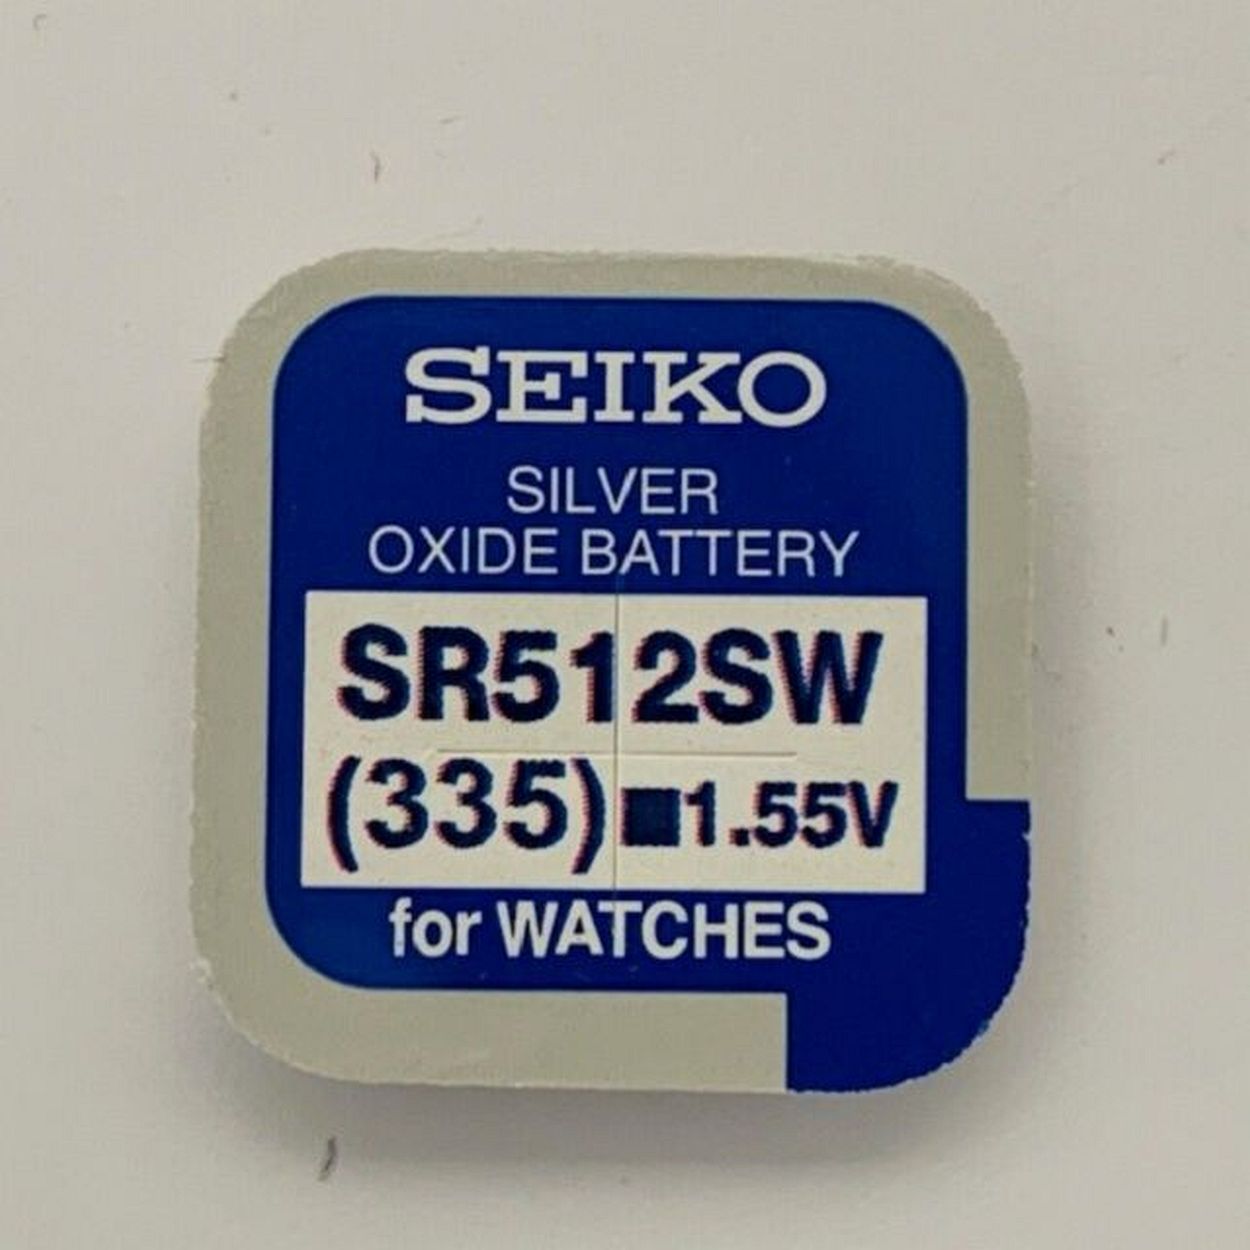 SEIKO
SILVER
OXIDE BATTERY
SR512SW
(335)■1.55V
for WATCHES